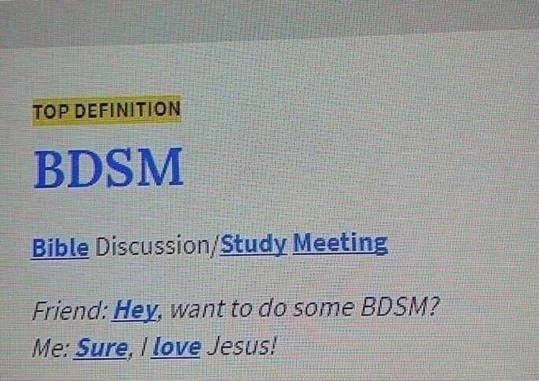 TOP DEFINITION
BDSM
Bible Discussion/Study Meeting
Friend: Hey, want to do some BDSM?
Me: Sure, I love Jesus!